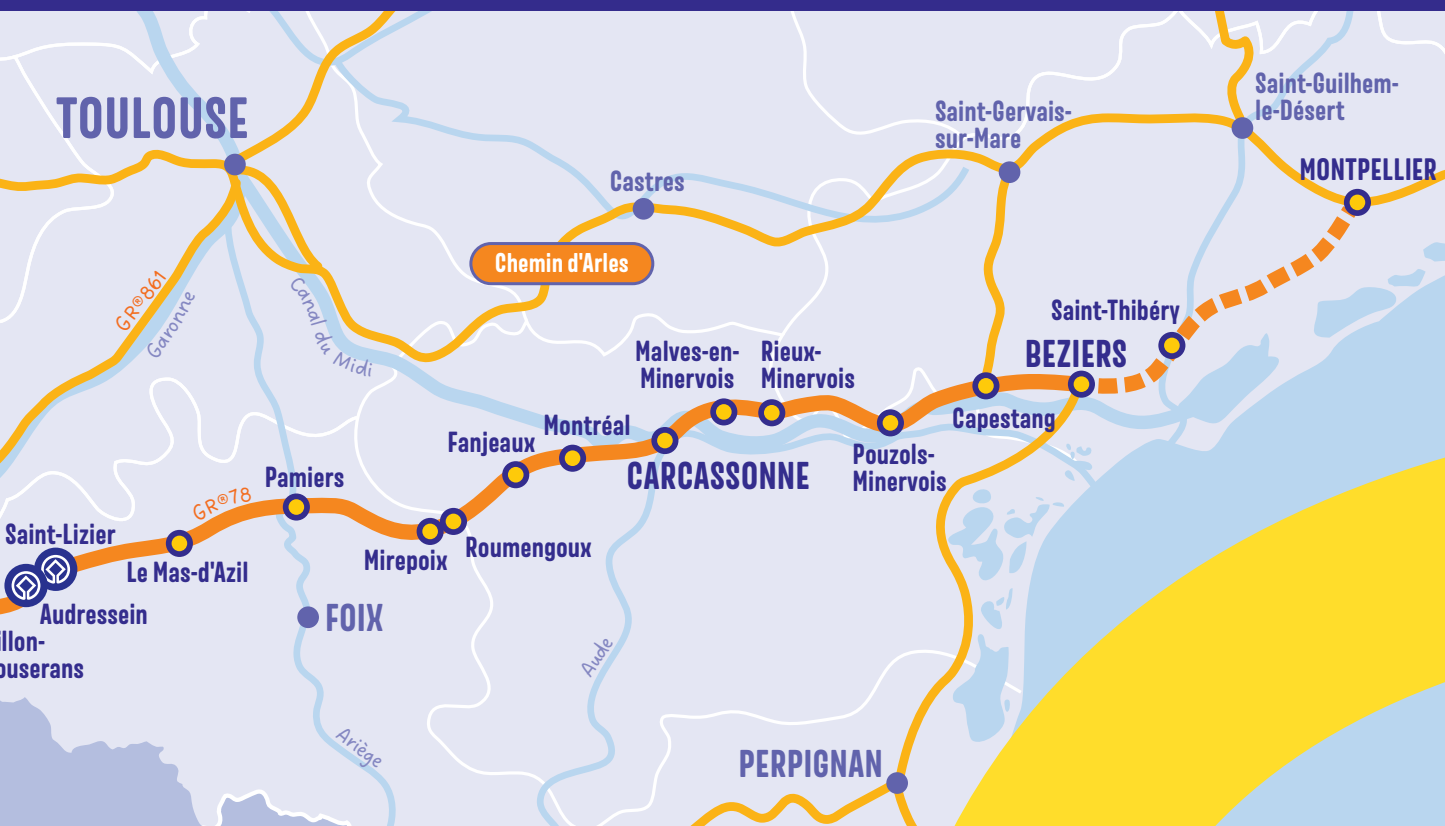 Saint-Guilhem-
le-Désert
TOULOUSE
Saint-Gervais-
sur-Mare
MONTPELLIER
Castres
Chemin d'Arles
GR®861
Garonne
Canal du Midi
Saint-Thibéry
BEZIERS
Malves-en-
Minervois
Rieux-
Minervois
Capestang
Montréal
Fanjeaux
CARCASSONNE
Pouzols-
Minervois
Pamiers
GR®78
Saint-Lizier
Mirepoix
Roumengoux
Le Mas-d'Azil
Audressein
FOIX
illon-
ouserans
Aude
Ariège
PERPIGNAN